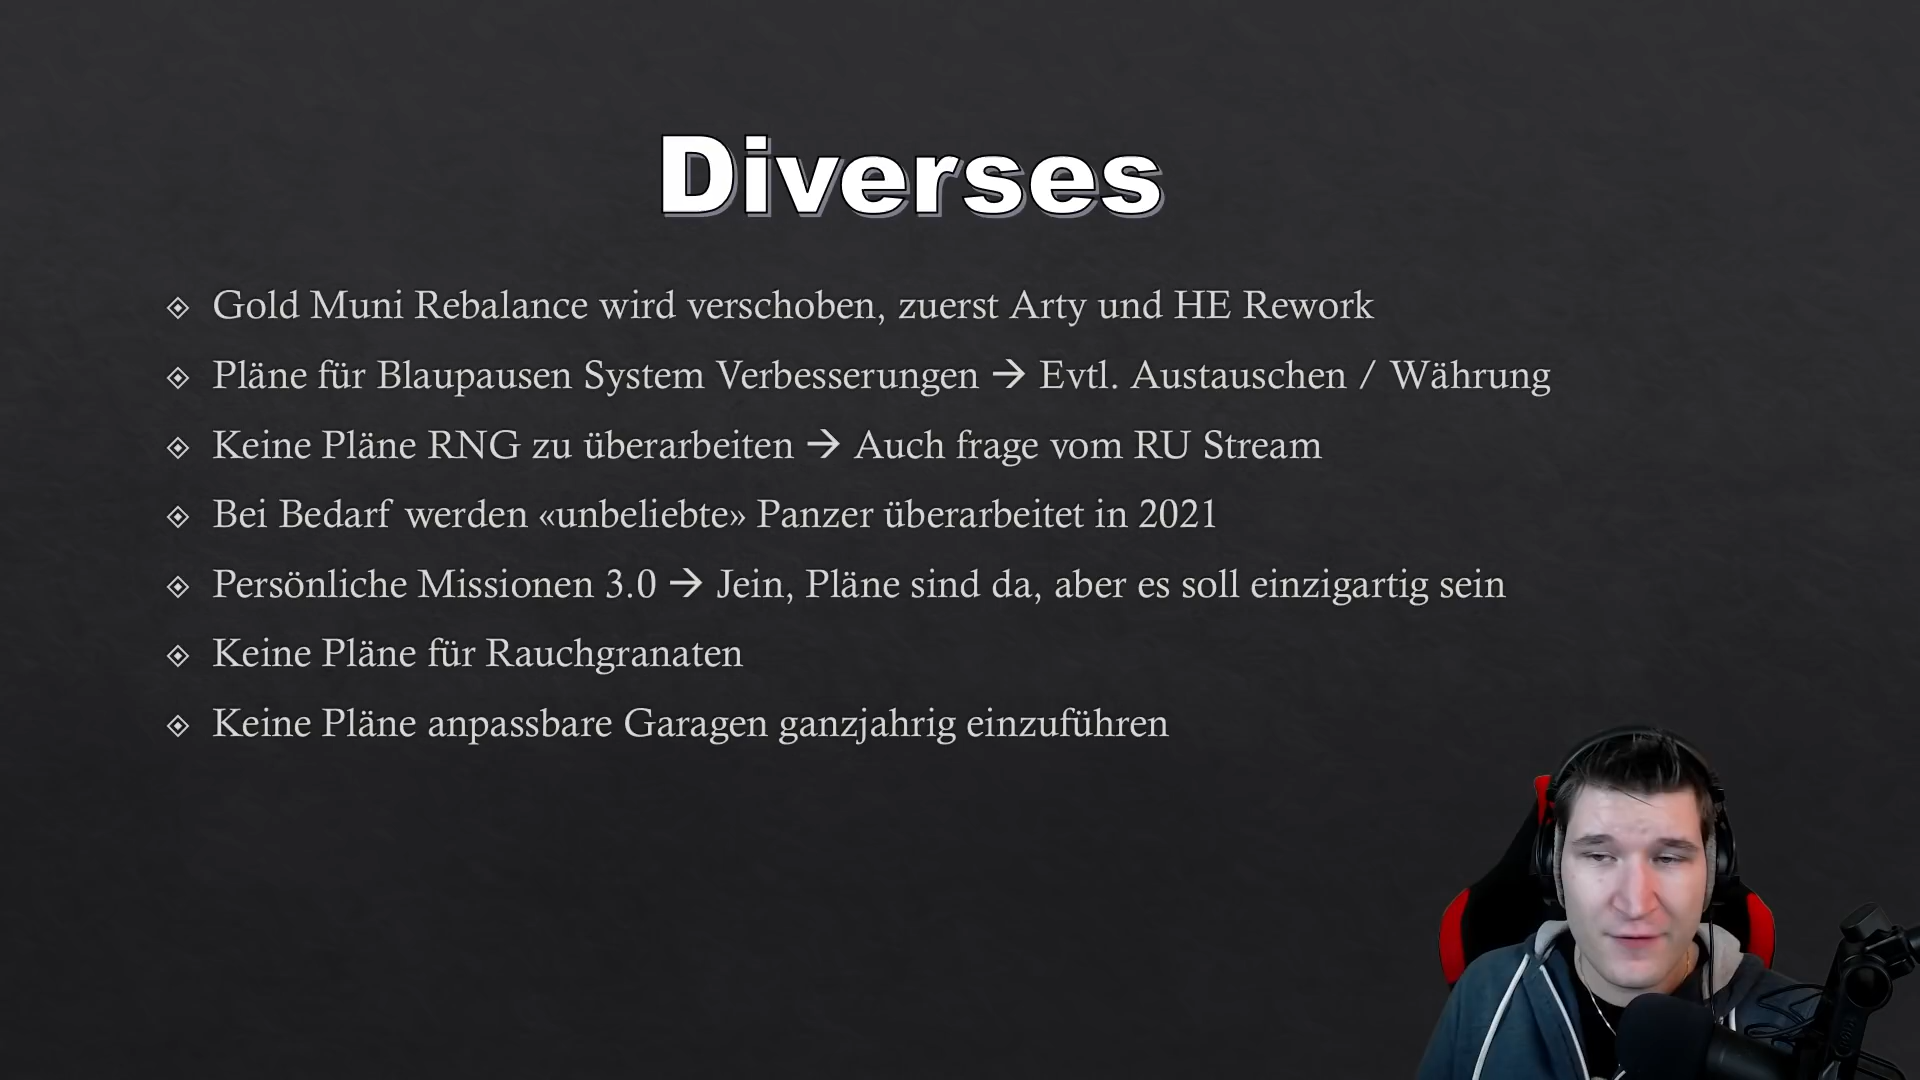 Diverses
Gold Muni Rebalance wird verschoben, zuerst Arty und HE Rework
Pläne für Blaupausen System Verbesserungen → Evtl. Austauschen / Währung
Keine Pläne RNG zu überarbeiten → Auch frage vom RU Stream
Bei Bedarf werden «unbeliebte» Panzer überarbeitet in 2021
Persönliche Missionen 3.0 → Jein, Pläne sind da, aber es soll einzigartig sein
Keine Pläne für Rauchgranaten
Keine Pläne anpassbare Garagen ganzjahrig einzuführen